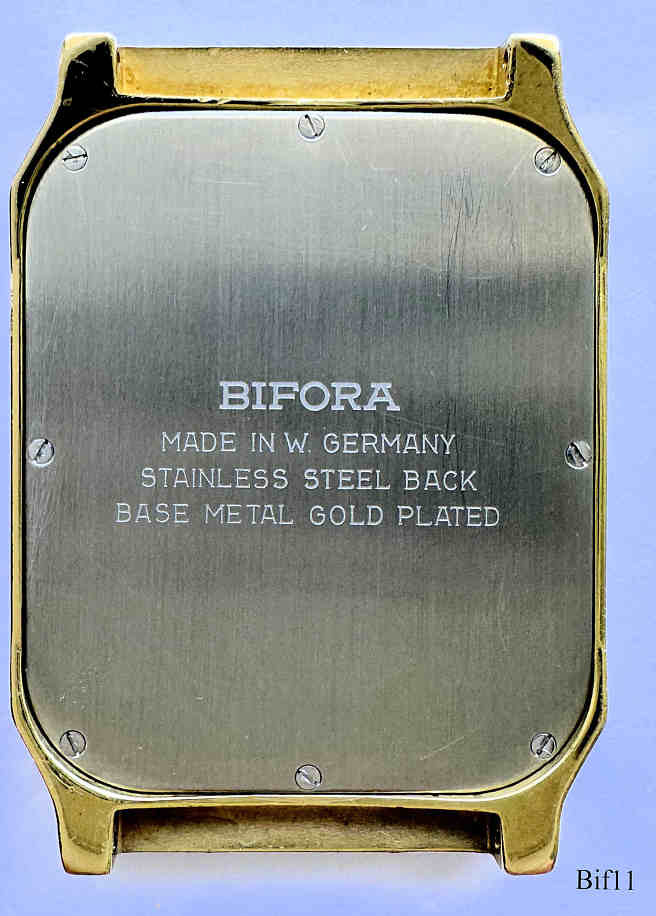 BIFORA
MADE IN W. GERMANY
STAINLESS STEEL BACK
BASE METAL GOLD PLATED
Bif11